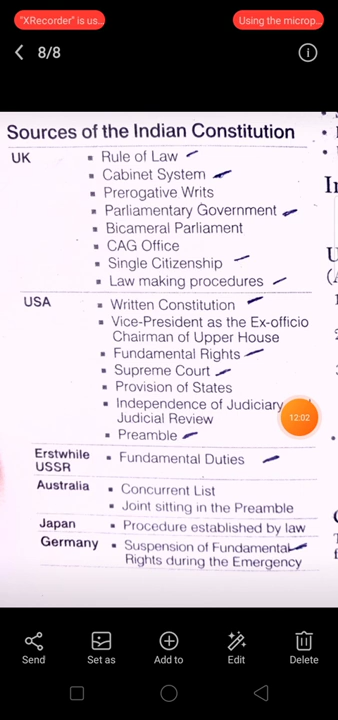 "XRecorder" is us...
Using the microp...
8/8
Sources of the Indian Constitution
UK
▪ Rule of Law
▪ Cabinet System
▪ Prerogative Writs
▪ Parliamentary Government
▪ Bicameral Parliament
▪ CAG Office
▪ Single Citizenship
▪ Law making procedures
USA
▪ Written Constitution
▪ Vice-President as the Ex-officio
Chairman of Upper House
▪ Fundamental Rights
▪ Supreme Court
▪ Provision of States
▪ Independence of Judiciary
Judicial Review
12:02
▪ Preamble
Erstwhile
USSR
▪ Fundamental Duties
Australia
▪ Concurrent List
▪ Joint sitting in the Preamble
Japan
▪ Procedure established by law
Germany
▪ Suspension of Fundamental
Rights during the Emergency
Send
Set as
Add to
Edit
Delete